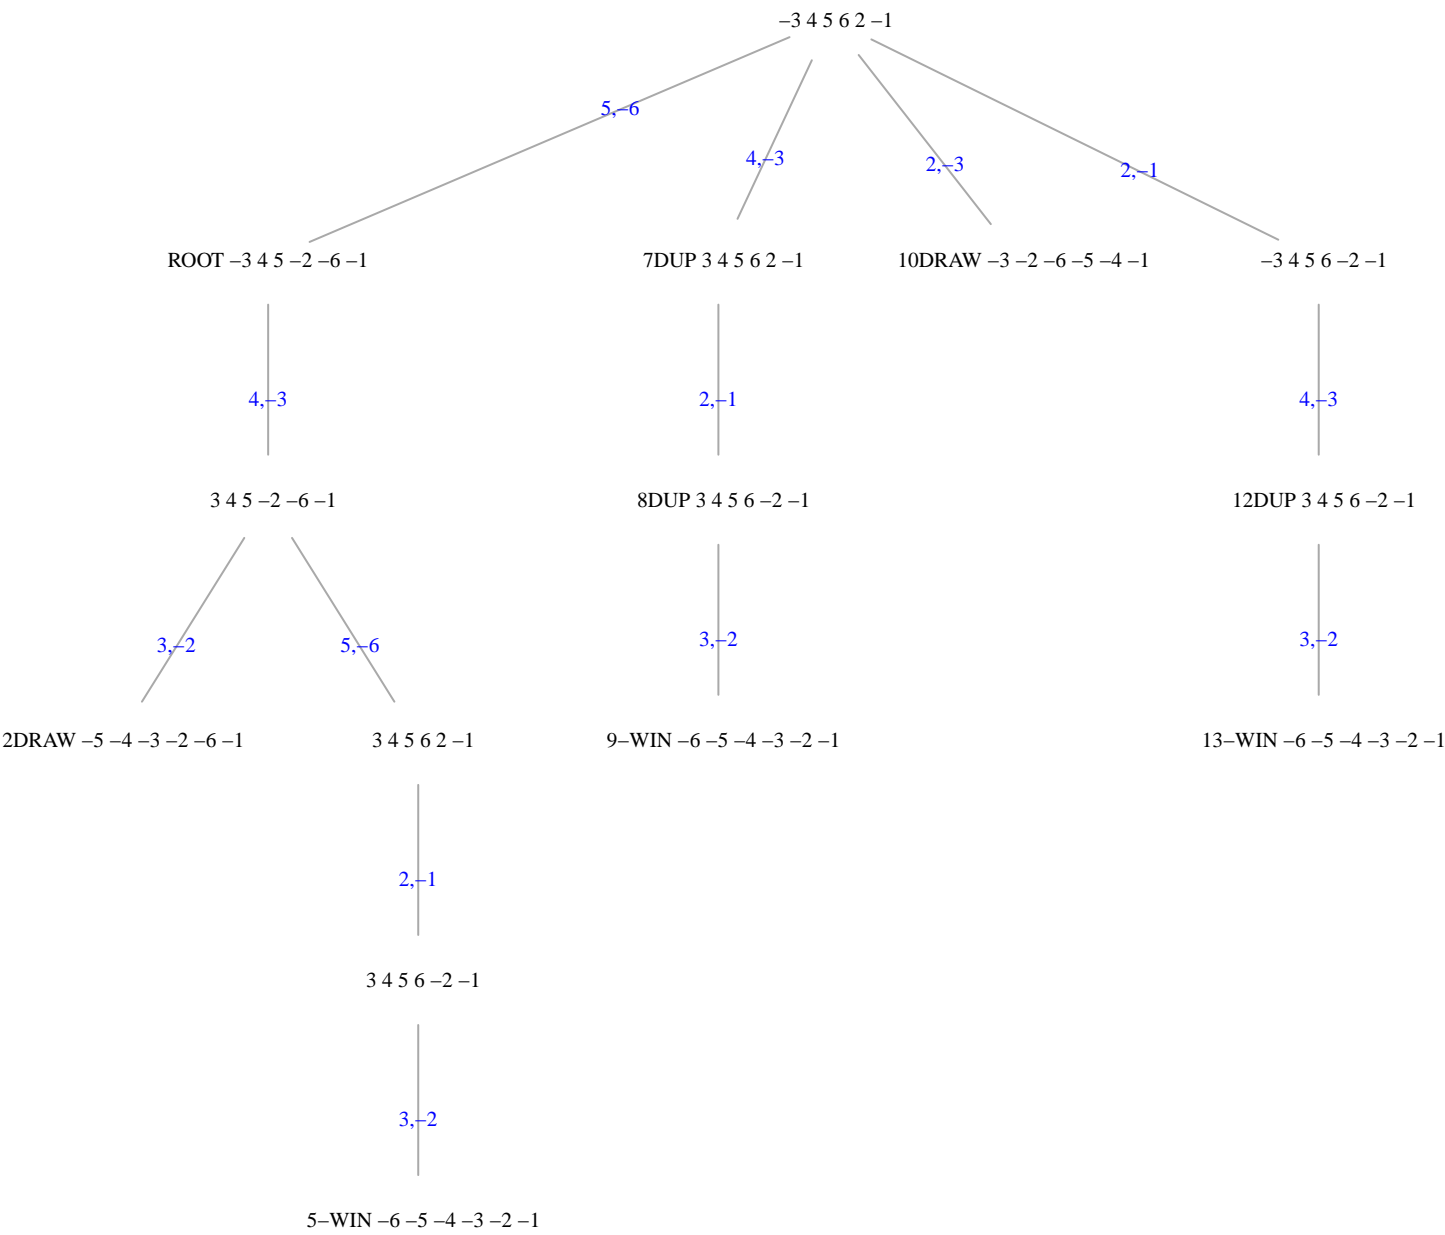 –3 4 5 6 2 –1
5,–6
4,–3
2,–3
2,–1
ROOT –3 4 5 –2 –6 –1
7DUP 3 4 5 6 2 –1
10DRAW –3 –2 –6 –5 –4 –1
–3 4 5 6 –2 –1
4,–3
2,–1
4,–3
3 4 5 –2 –6 –1
8DUP 3 4 5 6 –2 –1
12DUP 3 4 5 6 –2 –1
3,–2
5,–6
3,–2
3,–2
2DRAW –5 –4 –3 –2 –6 –1
3 4 5 6 2 –1
9–WIN –6 –5 –4 –3 –2 –1
13–WIN –6 –5 –4 –3 –2 –1
2,–1
3 4 5 6 –2 –1
3,–2
5–WIN –6 –5 –4 –3 –2 –1